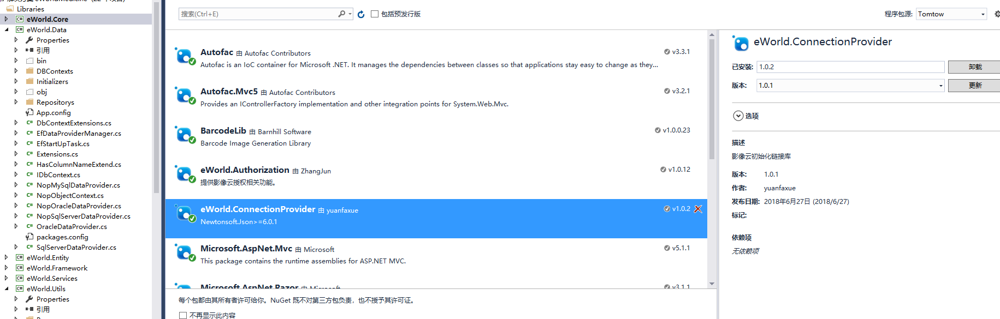 Libraries
eWorld.Core
eWorld.Data
Properties
引用
bin
DBContexts
Initializers
obj
Repositorys
App.config
DbContextExtensions.cs
EfDataProviderManager.cs
EfStartUpTask.cs
Extensions.cs
HasColumnNameExtend.cs
IDbContext.cs
NopMySqlDataProvider.cs
NopObjectContext.cs
NopOracleDataProvider.cs
NopSqlServerDataProvider.cs
OracleDataProvider.cs
packages.config
SqlServerDataProvider.cs
eWorld.Entity
eWorld.Framework
eWorld.Services
eWorld.Utils
Properties
引用
搜索(Ctrl+E)
包括预发行版
程序包源: Tomtow
Autofac 由 Autofac Contributors v3.3.1
Autofac is an IoC container for Microsoft .NET. It manages the dependencies between classes so that applications stay easy to change as they...
Autofac.Mvc5 由 Autofac Contributors v3.2.1
Provides an IControllerFactory implementation and other integration points for System.Web.Mvc.
BarcodeLib 由 Barnhill Software v1.0.0.23
Barcode Image Generation Library
eWorld.Authorization 由 ZhangJun v1.0.12
提供影像云授权相关功能。
eWorld.ConnectionProvider 由 yuanfaxue v1.0.2
Newtonsoft.Json>=6.0.1
Microsoft.AspNet.Mvc 由 Microsoft v5.1.1
This package contains the runtime assemblies for ASP.NET MVC.
Microsoft.AspNet.Razor 由 Microsoft v3.1.1
每个包都由其所有者许可给你。NuGet 既不对第三方包负责，也不授予其许可证。
不再显示此内容
eWorld.ConnectionProvider
已安装: 1.0.2 卸载
版本: 1.0.1 更新
选项
描述
影像云初始化链接库
版本: 1.0.1
作者: yuanfaxue
发布日期: 2018年6月27日 (2018/6/27)
标记:
依赖项
无依赖项